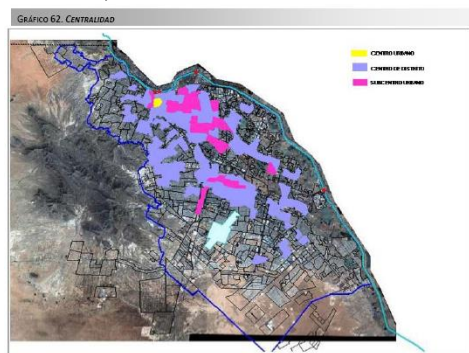 GRÁFICO 62. CENTRALIDAD
CENTRO URBANO
CENTRO DE DISTRITO
SUBCENTRO URBANO